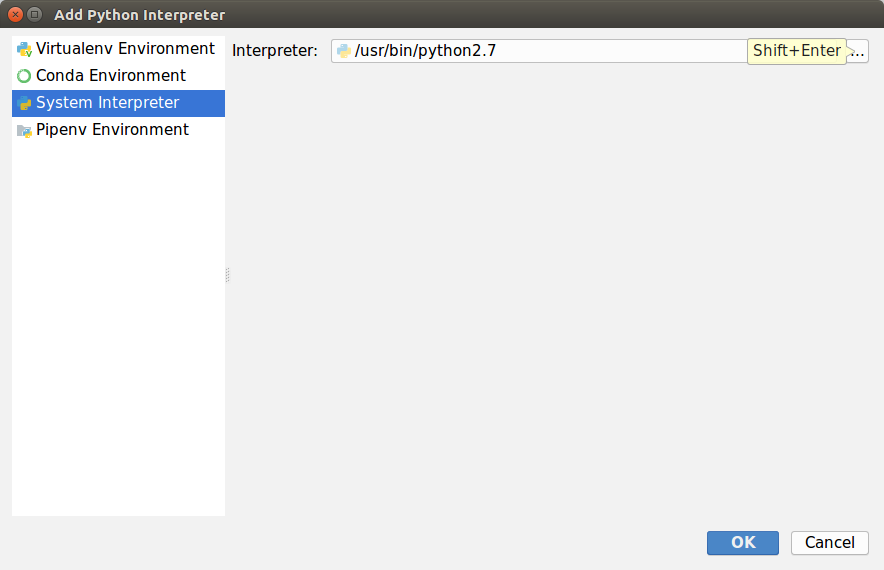 Add Python Interpreter
Virtualenv Environment
Conda Environment
System Interpreter
Pipenv Environment
Interpreter: /usr/bin/python2.7 Shift+Enter ...
OK Cancel